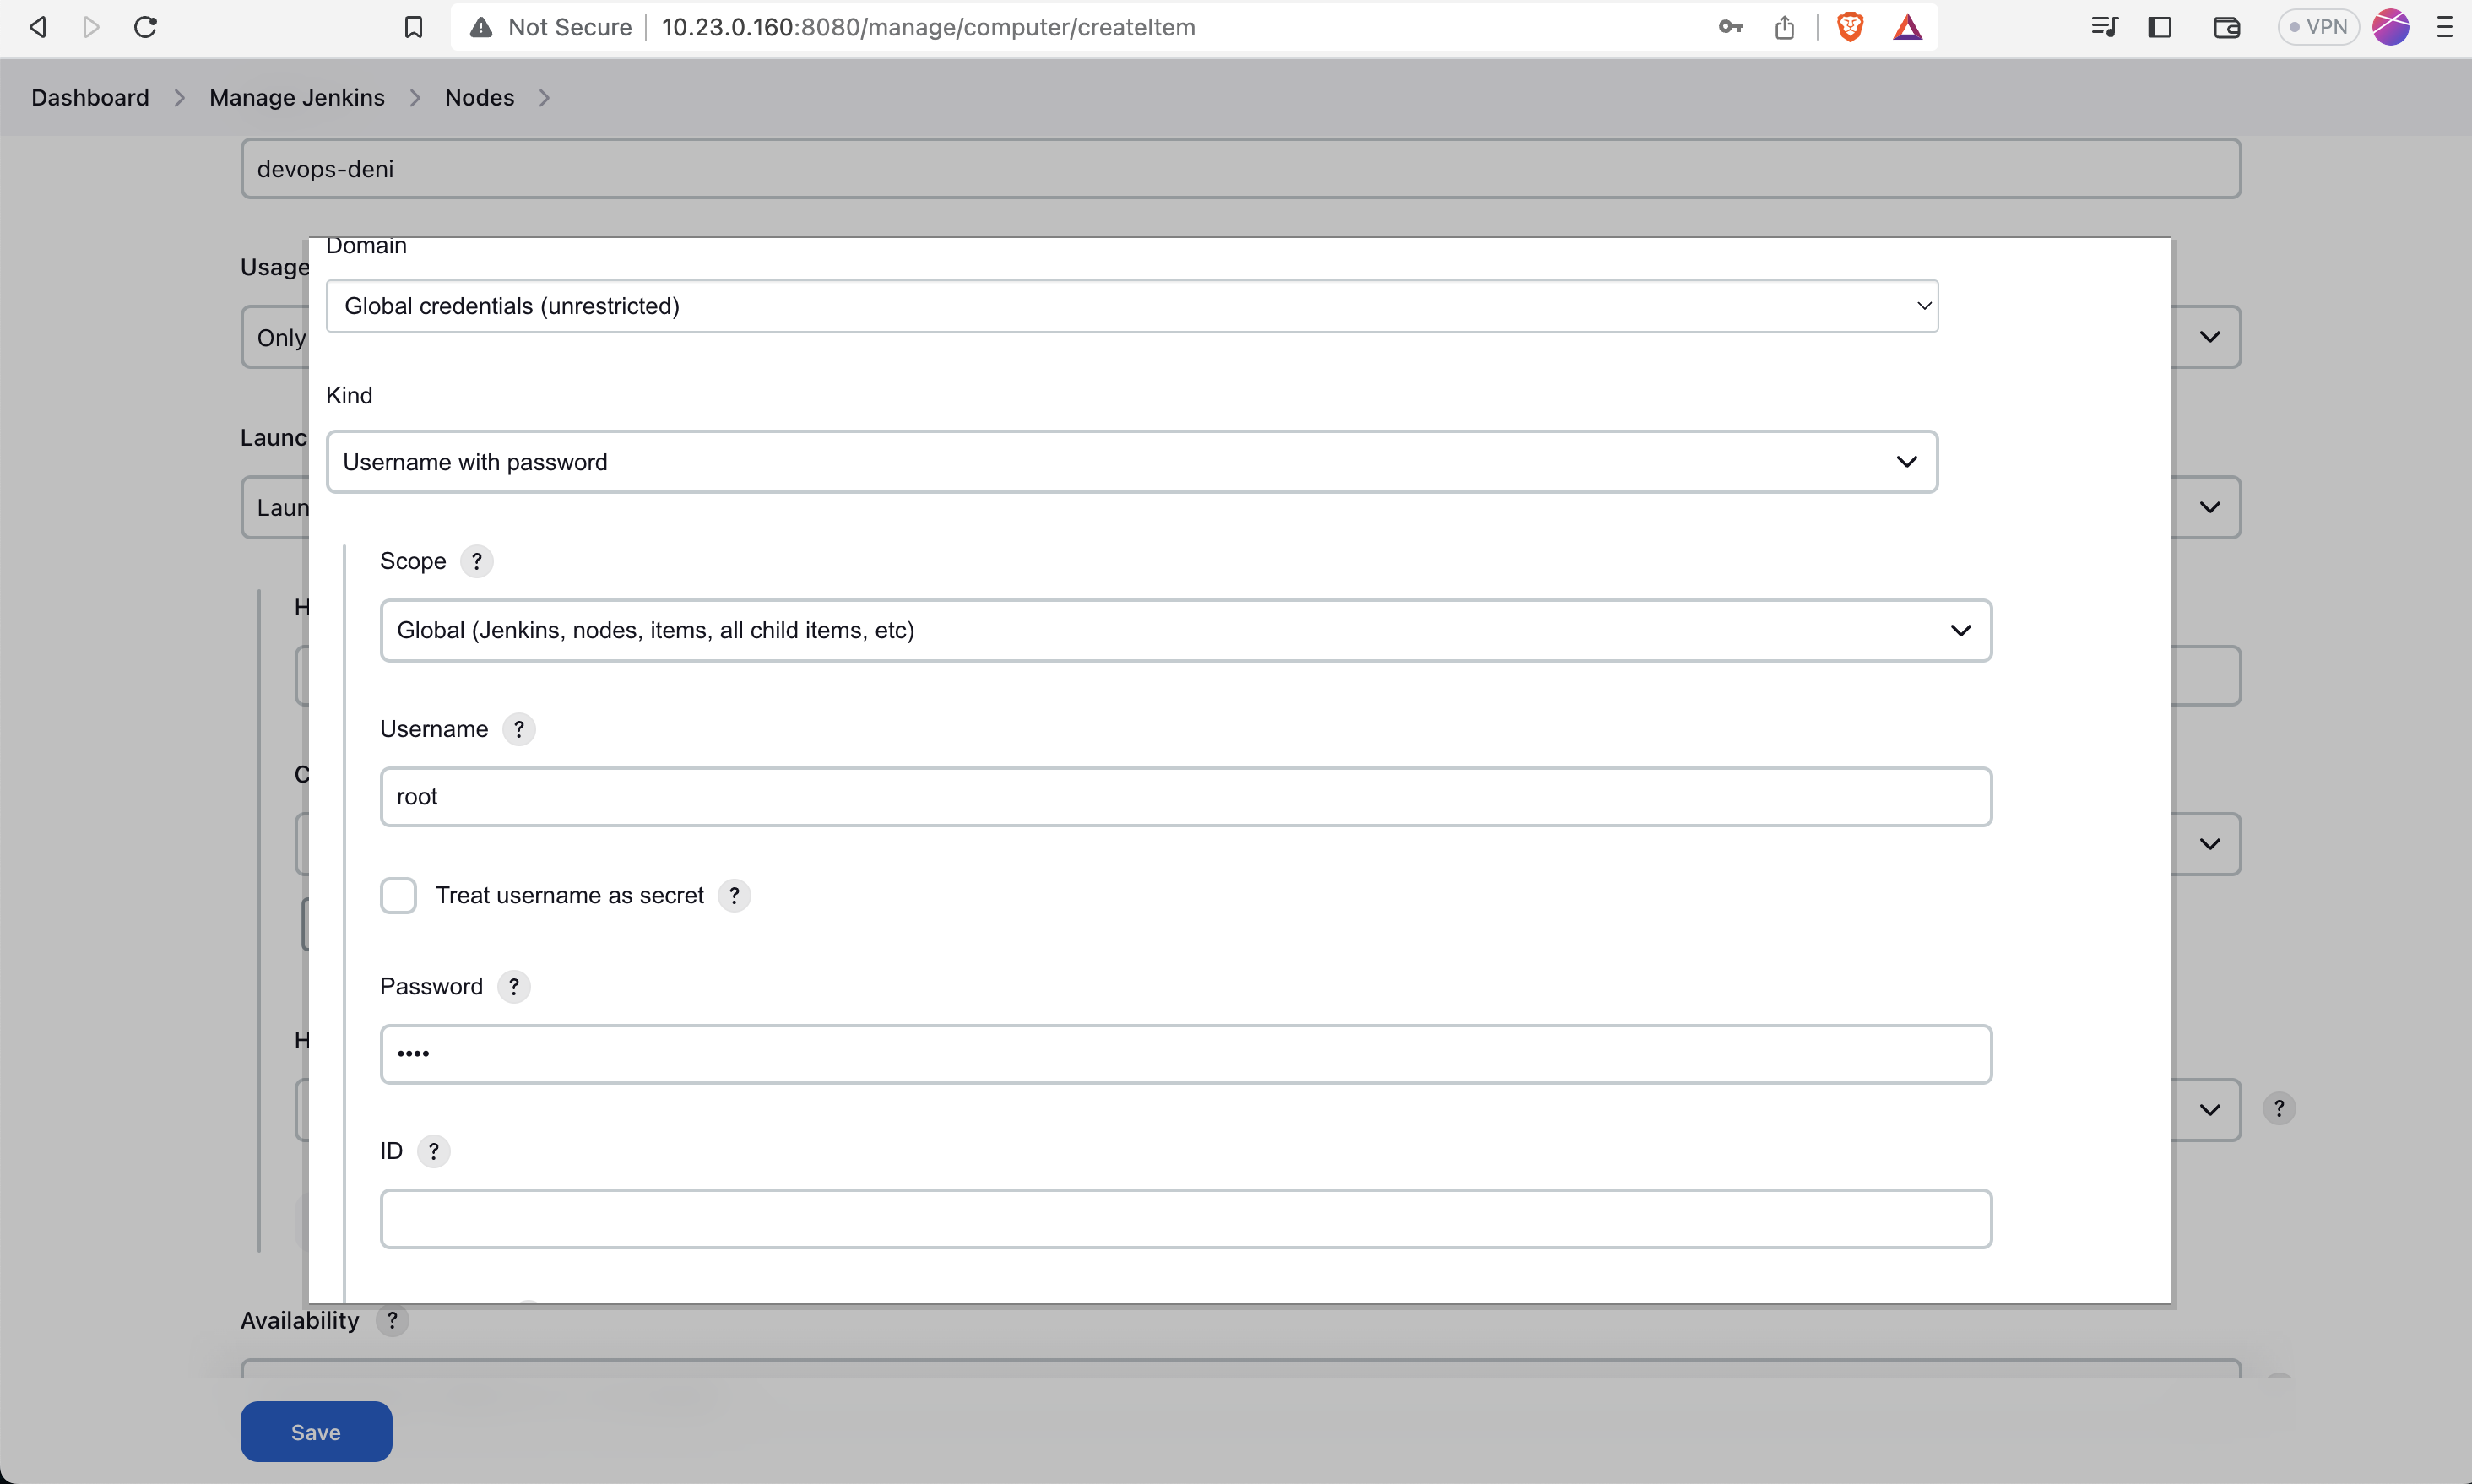 Not Secure
10.23.0.160:8080/manage/computer/createItem
VPN
Dashboard
Manage Jenkins
Nodes
devops-deni
Usage
Domain
Global credentials (unrestricted)
Only
Kind
Launc
Username with password
Laun
Scope ?
H
Global (Jenkins, nodes, items, all child items, etc)
Username ?
C
root
Treat username as secret ?
Password ?
H
••••
?
ID ?
Availability ?
Save